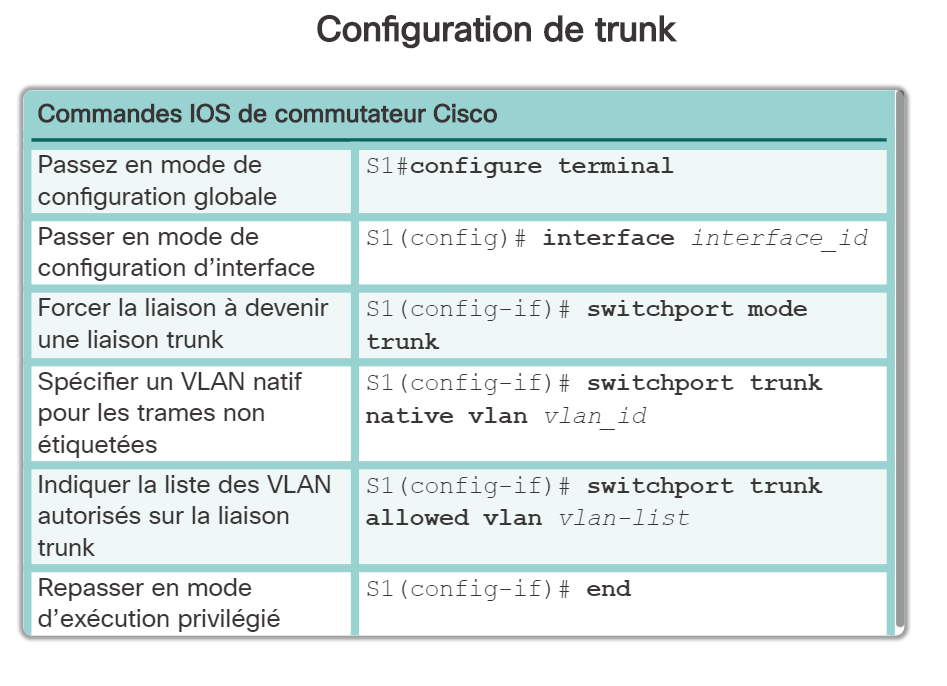 Configuration de trunk
Commandes IOS de commutateur Cisco
Passez en mode de
configuration globale
S1#configure terminal
Passer en mode de
configuration d'interface
S1(config)# interface interface_id
Forcer la liaison à devenir
une liaison trunk
S1(config-if)# switchport mode
trunk
Spécifier un VLAN natif
pour les trames non
étiquetées
S1(config-if)# switchport trunk
native vlan vlan_id
Indiquer la liste des VLAN
autorisés sur la liaison
trunk
S1(config-if)# switchport trunk
allowed vlan vlan-list
Repasser en mode
d'exécution privilégié
S1(config-if)# end